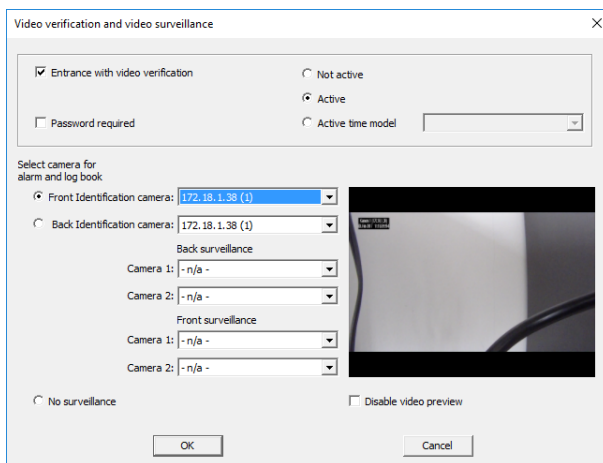 Video verification and video surveillance
Entrance with video verification
Not active
Active
Password required
Active time model
Select camera for
alarm and log book
Front Identification camera: 172.18.1.38 (1)
Back Identification camera: 172.18.1.38 (1)
Back surveillance
Camera 1: - n/a -
Camera 2: - n/a -
Front surveillance
Camera 1: - n/a -
Camera 2: - n/a -
No surveillance
Disable video preview
OK
Cancel